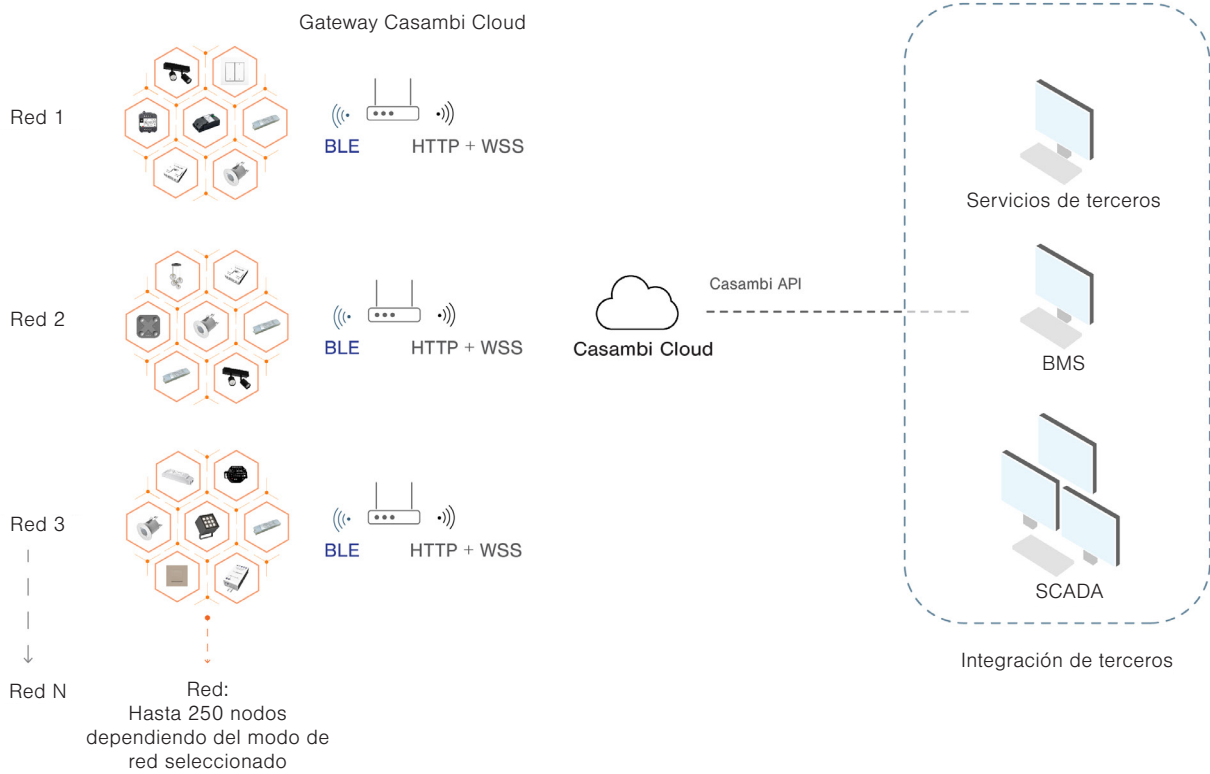 Gateway Casambi Cloud
Red 1
BLE
HTTP + WSS
Servicios de terceros
Red 2
BLE
HTTP + WSS
Casambi Cloud
Casambi API
BMS
Red 3
BLE
HTTP + WSS
SCADA
Integración de terceros
Red N
Red:
Hasta 250 nodos
dependiendo del modo de
red seleccionado